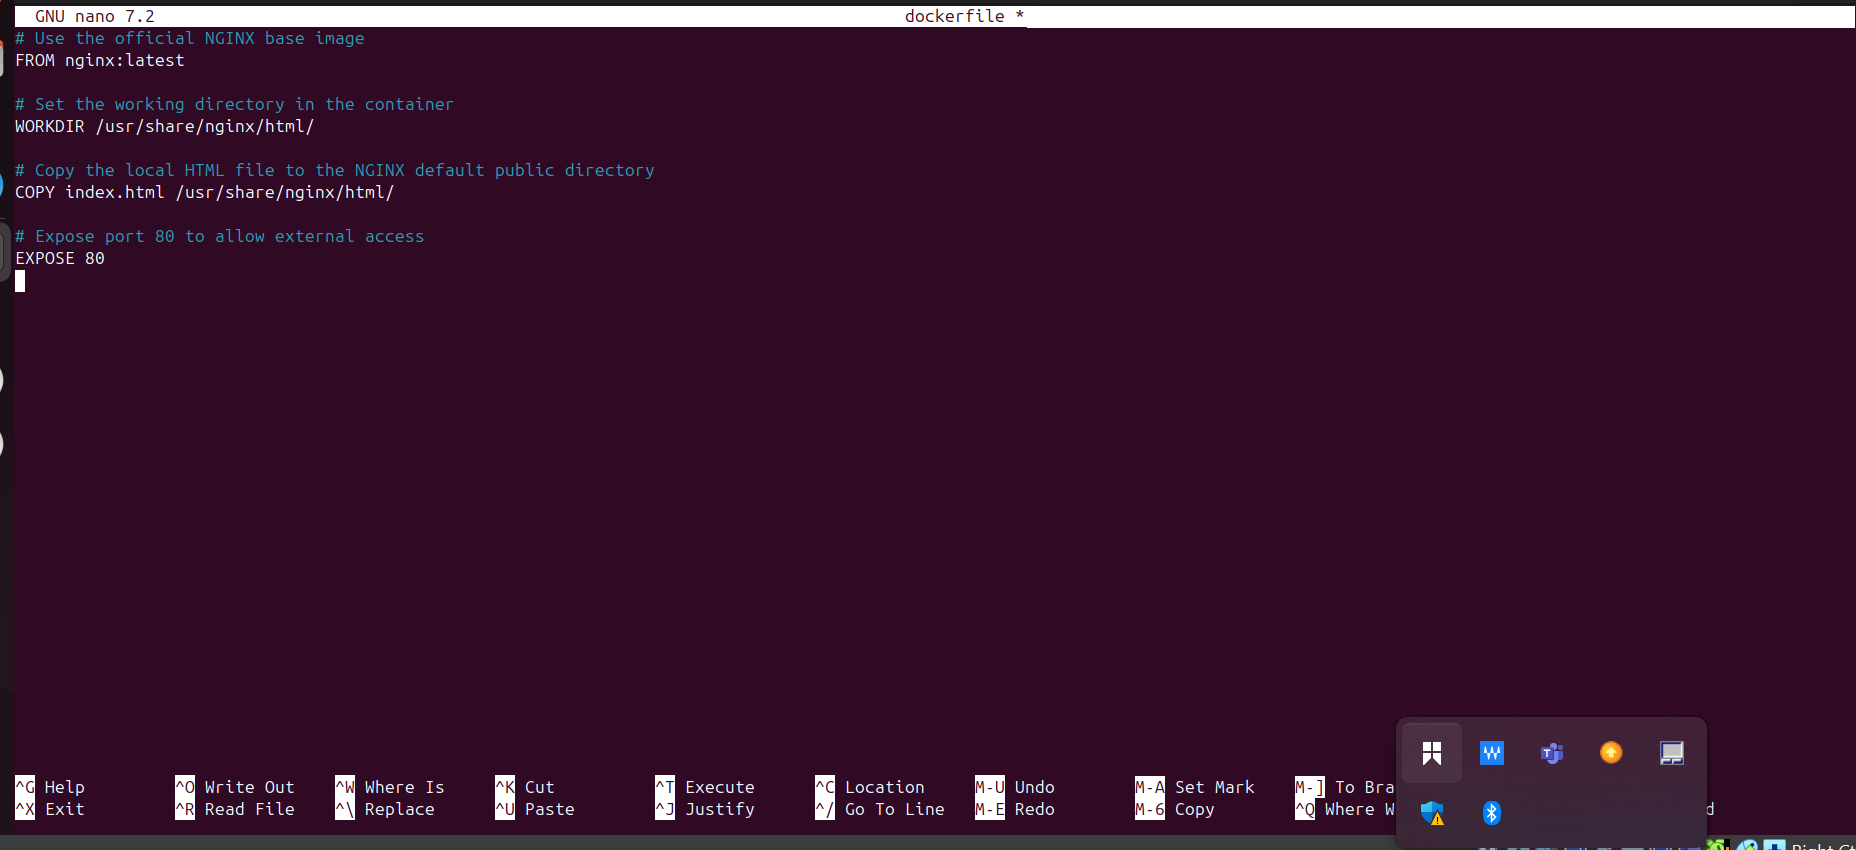 GNU nano 7.2 dockerfile *
# Use the official NGINX base image
FROM nginx:latest
# Set the working directory in the container
WORKDIR /usr/share/nginx/html/
# Copy the local HTML file to the NGINX default public directory
COPY index.html /usr/share/nginx/html/
# Expose port 80 to allow external access
EXPOSE 80
^G Help ^O Write Out ^W Where Is ^K Cut ^T Execute ^C Location M-U Undo M-A Set Mark M-] To Bra
^X Exit ^R Read File ^\ Replace ^U Paste ^J Justify ^/ Go To Line M-E Redo M-6 Copy ^Q Where W d